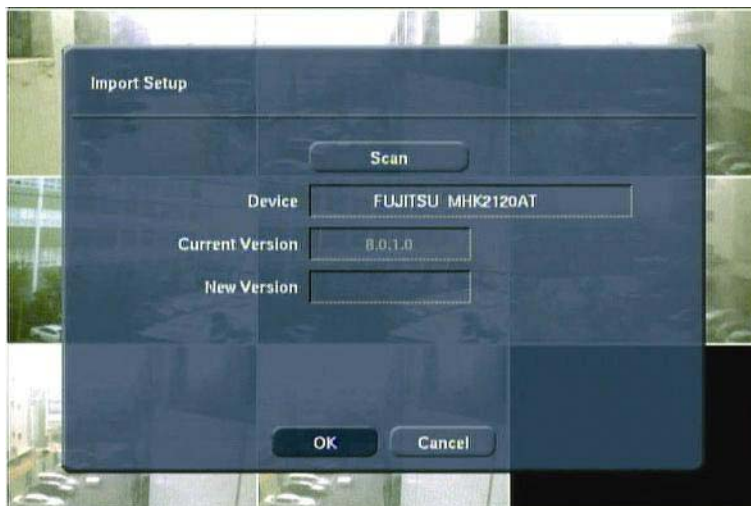 Import Setup
Scan
Device FUJITSU MHK2120AT
Current Version 8.0.1.0
New Version
OK Cancel